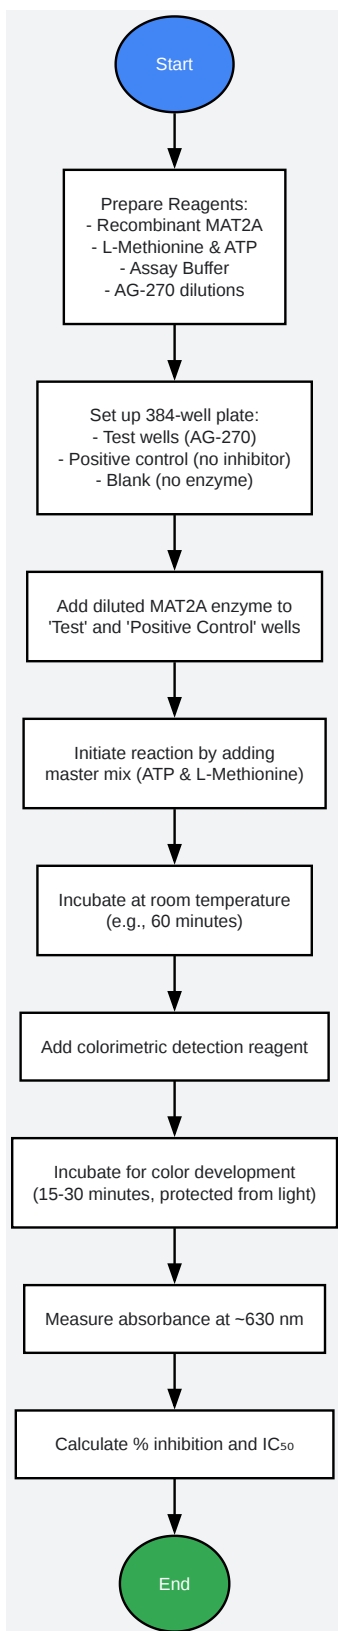 Start
Prepare Reagents:
- Recombinant MAT2A
- L-Methionine & ATP
- Assay Buffer
- AG-270 dilutions
Set up 384-well plate:
- Test wells (AG-270)
- Positive control (no inhibitor)
- Blank (no enzyme)
Add diluted MAT2A enzyme to
'Test' and 'Positive Control' wells
Initiate reaction by adding
master mix (ATP & L-Methionine)
Incubate at room temperature
(e.g., 60 minutes)
Add colorimetric detection reagent
Incubate for color development
(15-30 minutes, protected from light)
Measure absorbance at ~630 nm
Calculate % inhibition and IC₅₀
End